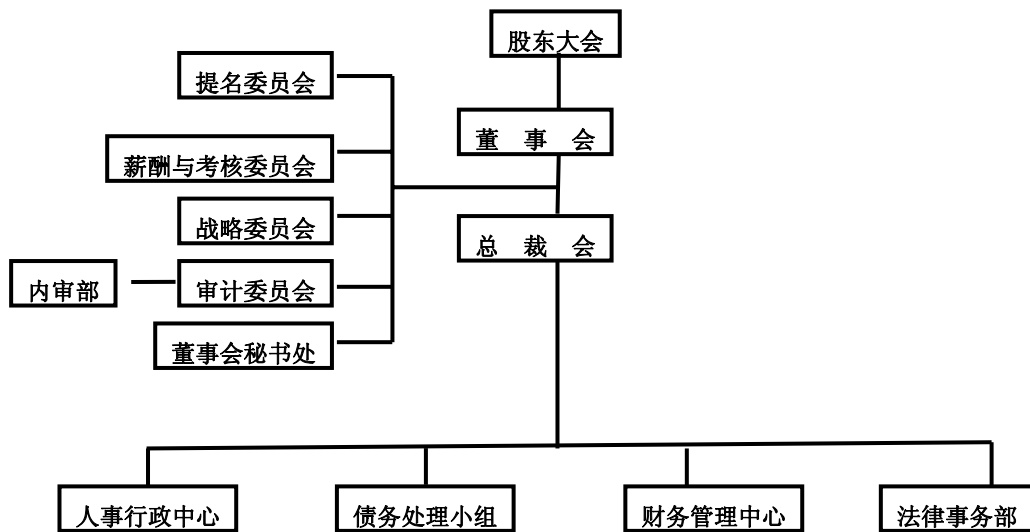 股东大会
提名委员会
董 事 会
薪酬与考核委员会
战略委员会
总 裁 会
内审部
审计委员会
董事会秘书处
人事行政中心
债务处理小组
财务管理中心
法律事务部